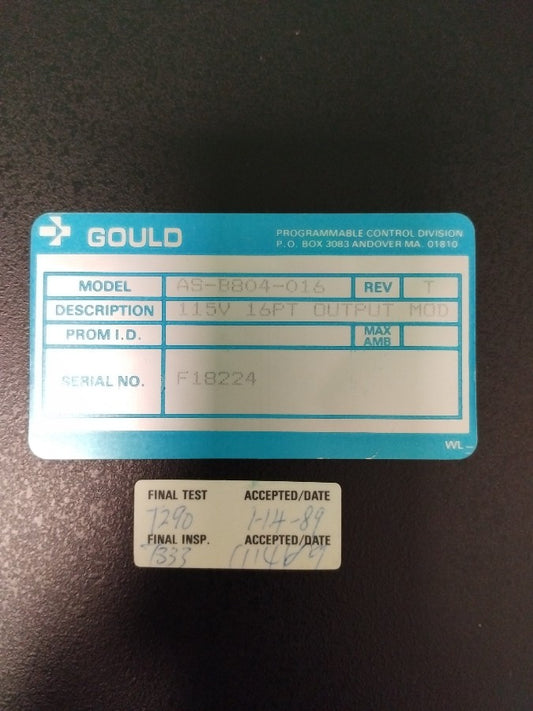 GOULD
PROGRAMMABLE CONTROL DIVISION
P.O. BOX 3083 ANDOVER MA. 01810
MODEL AS-B804-016 REV T
DESCRIPTION 115V 16PT OUTPUT MOD
PROM I.D. MAX AMB
SERIAL NO. F18224
WL
FINAL TEST ACCEPTED/DATE
7290 1-14-89
FINAL INSP. ACCEPTED/DATE
7333